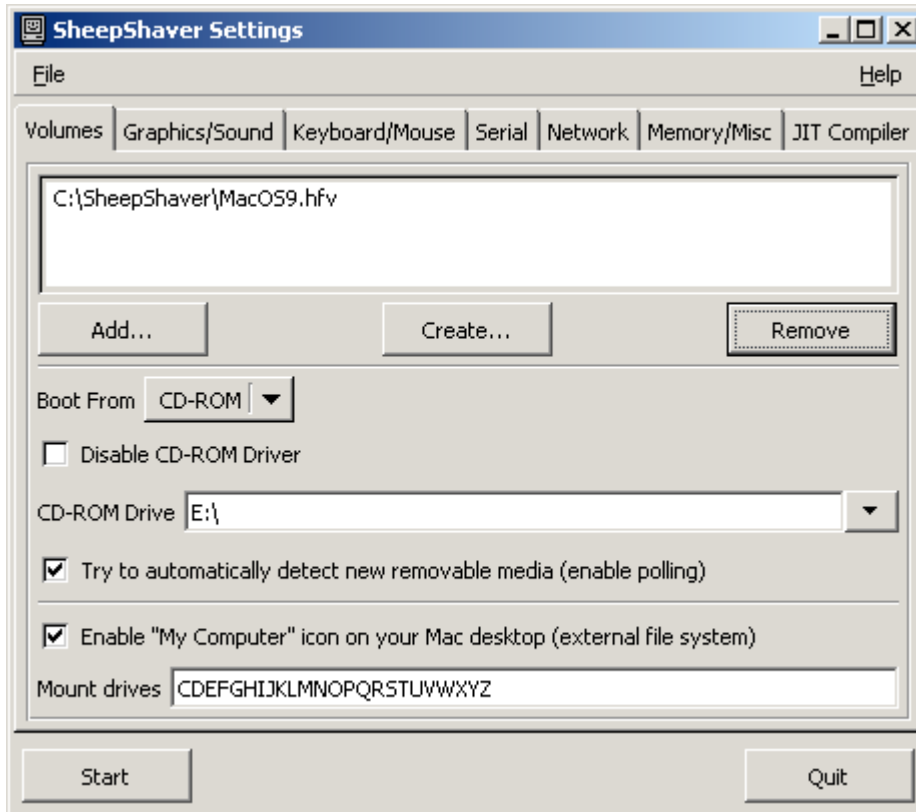 SheepShaver Settings
File Help
Volumes Graphics/Sound Keyboard/Mouse Serial Network Memory/Misc JIT Compiler
C:\SheepShaver\MacOS9.hfv
Add... Create... Remove
Boot From CD-ROM
Disable CD-ROM Driver
CD-ROM Drive E:\
Try to automatically detect new removable media (enable polling)
Enable "My Computer" icon on your Mac desktop (external file system)
Mount drives CDEFGHIJKLMNOPQRSTUVWXYZ
Start Quit